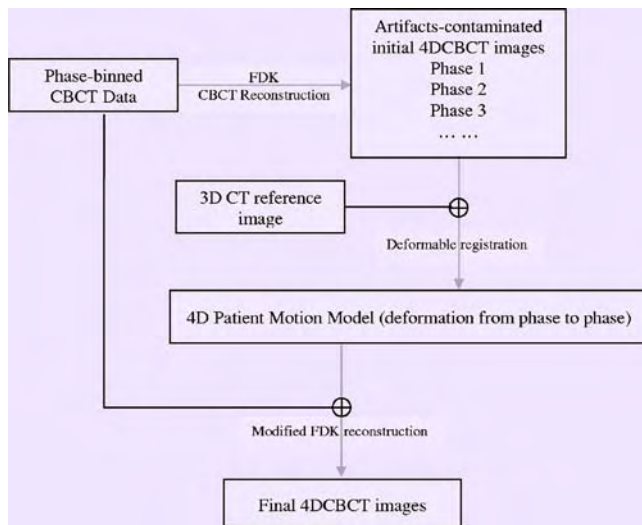 Artifacts-contaminated
initial 4DCBCT images
Phase 1
Phase 2
Phase 3
... ...
Phase-binned
CBCT Data
FDK
CBCT Reconstruction
3D CT reference
image
Deformable registration
4D Patient Motion Model (deformation from phase to phase)
Modified FDK reconstruction
Final 4DCBCT images